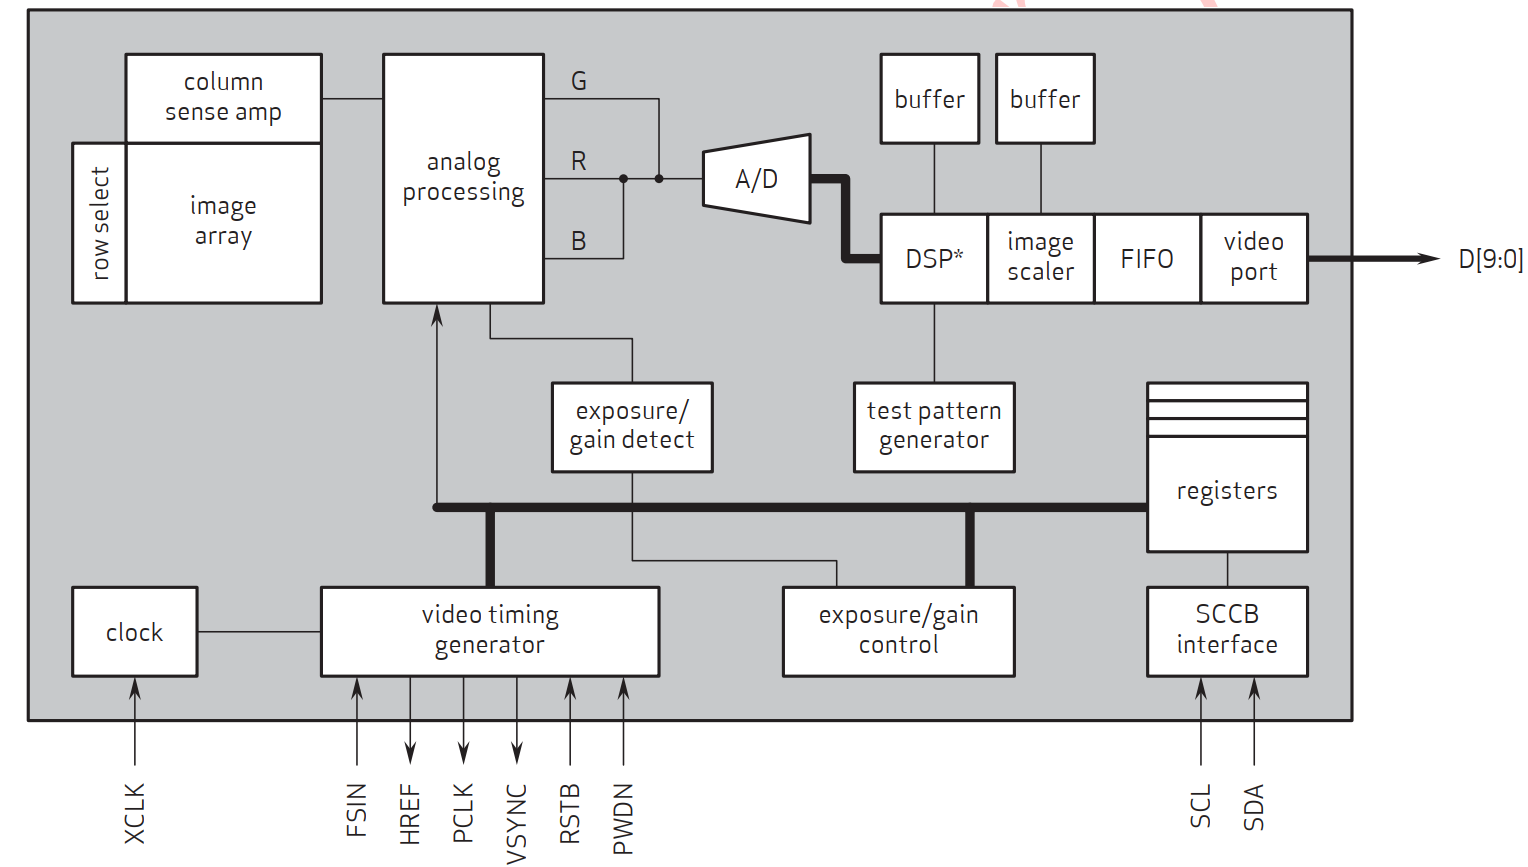 column
sense amp
row select
image
array
analog
processing
G
R
B
A/D
buffer
buffer
DSP*
image
scaler
FIFO
video
port
D[9:0]
exposure/
gain detect
test pattern
generator
registers
clock
video timing
generator
exposure/gain
control
SCCB
interface
XCLK
FSIN
HREF
PCLK
VSYNC
RSTB
PWDN
SCL
SDA